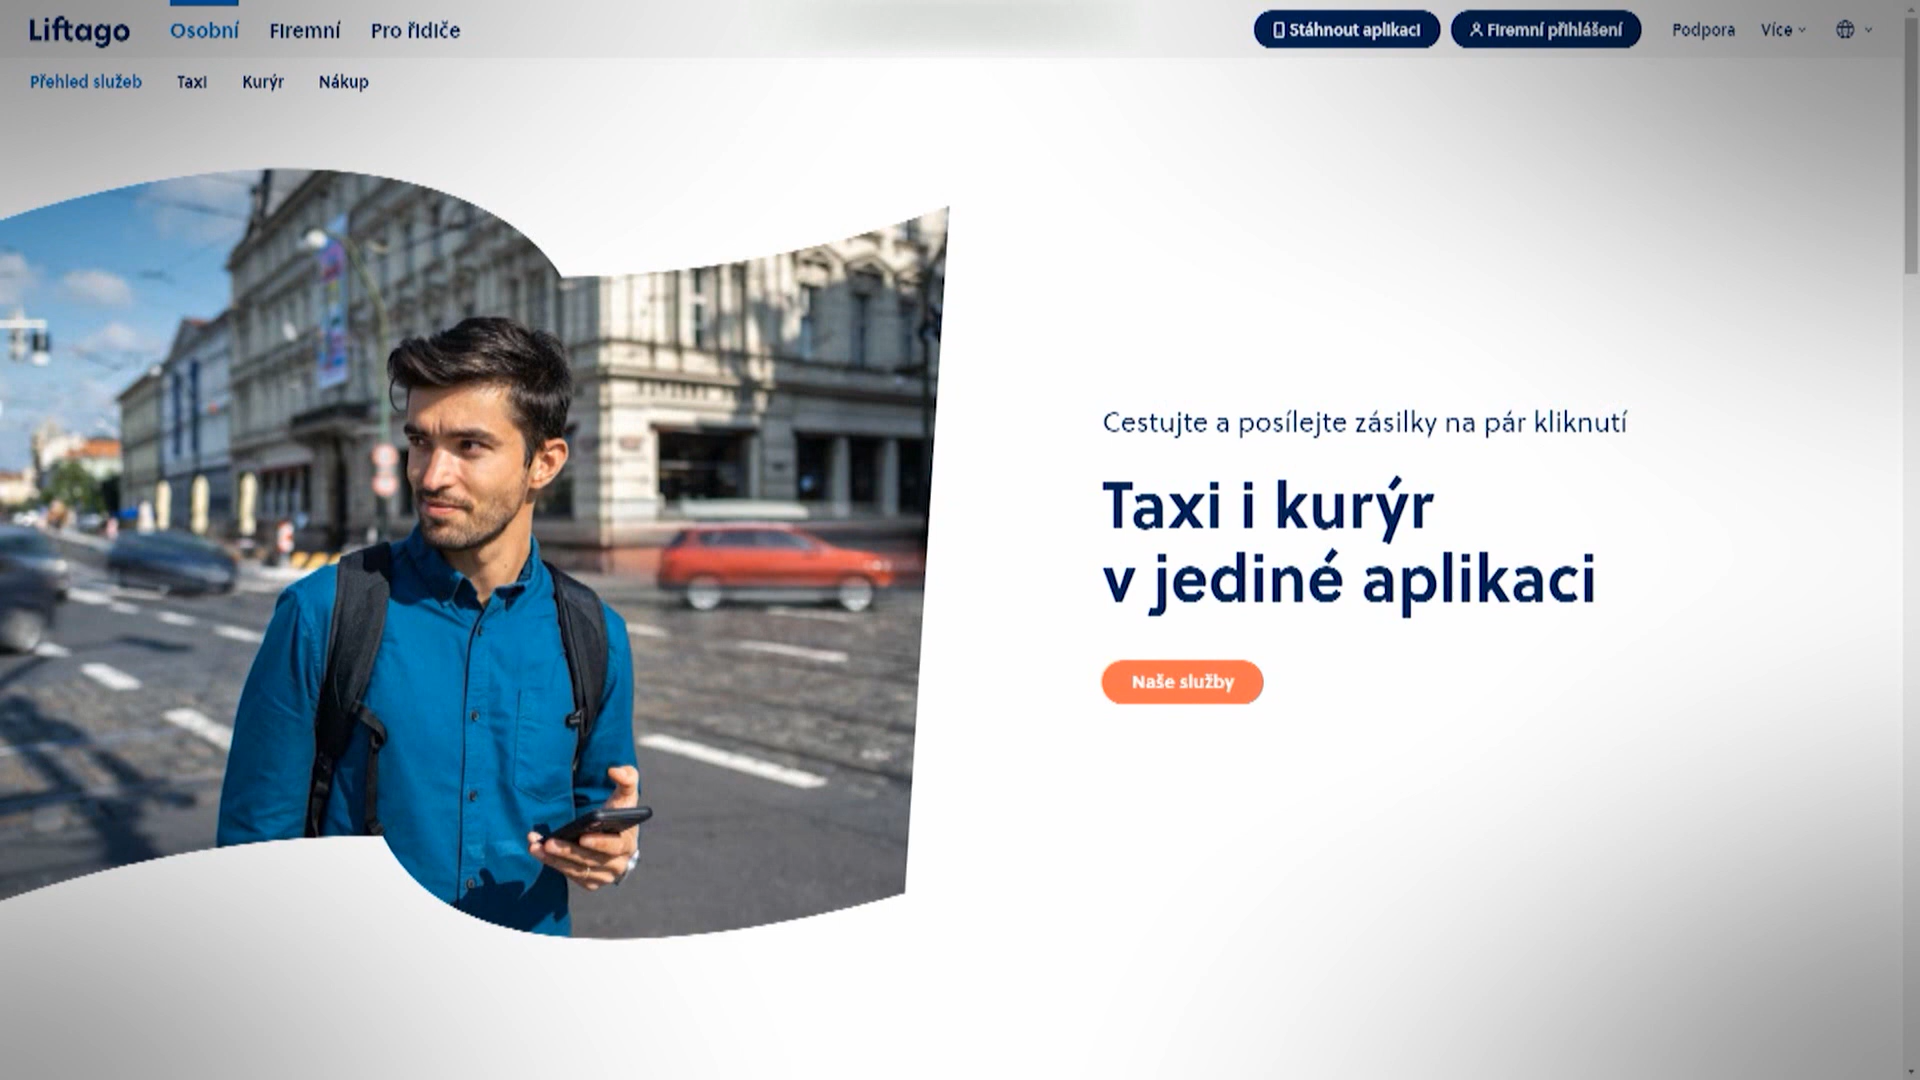 Liftago
Osobní
Firemní
Pro řidiče
Stáhnout aplikaci
Firemní přihlášení
Podpora
Více
Přehled služeb
Taxi
Kurýr
Nákup
Cestujte a posílejte zásilky na pár kliknutí
Taxi i kurýr
v jediné aplikaci
Naše služby